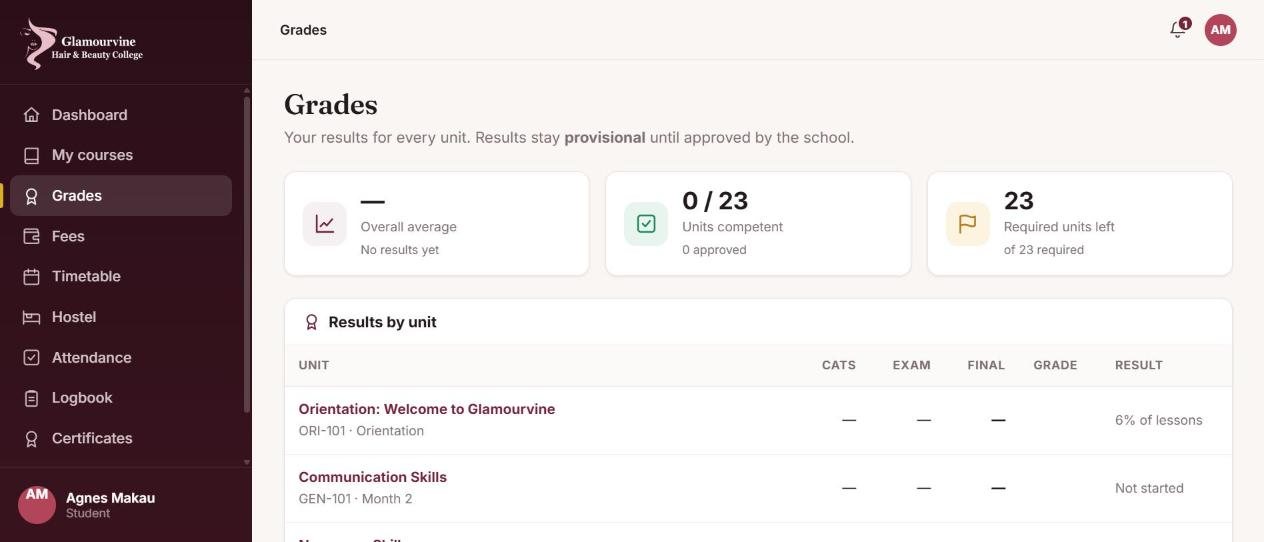 Glamourvine
Hair & Beauty College
Dashboard
My courses
Grades
Fees
Timetable
Hostel
Attendance
Logbook
Certificates
AM
Agnes Makau
Student
Grades
1
AM
Grades
Your results for every unit. Results stay provisional until approved by the school.
—
Overall average
No results yet
0 / 23
Units competent
0 approved
23
Required units left
of 23 required
Results by unit
UNIT CATS EXAM FINAL GRADE RESULT
Orientation: Welcome to Glamourvine
ORI-101 · Orientation
— — — 6% of lessons
Communication Skills
GEN-101 · Month 2
— — — Not started